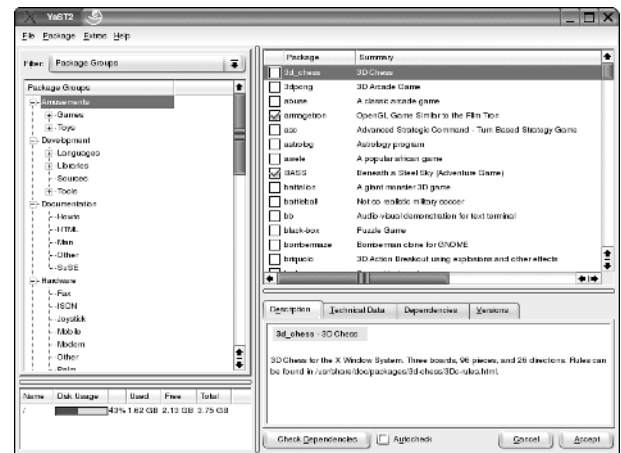 YaST2
File Package Extras Help
Filter: Package Groups
Package Groups
Amusements
Games
Toys
Development
Languages
Libraries
Sources
Tools
Documentation
Howto
HTML
Man
Other
SuSE
Hardware
Fax
ISDN
Joystick
Mobile
Modem
Other
Palm
Name Disk Usage Used Free Total
/ 43% 1.62 GB 2.13 GB 3.75 GB
Package Summary
3d_chess 3D Chess
3dpong 3D Arcade Game
abuse A classic arcade game
armagetron OpenGL Game Similar to the Film Tron
asc Advanced Strategic Command - Turn Based Strategy Game
astrolog Astrology program
awele A popular african game
BASS Beneath a Steel Sky (Adventure Game)
battalion A giant monster 3D game
battleball Not so realistic military soccer
bb Audio-visual demonstration for text terminal
black-box Puzzle Game
bombermaze Bomberman clone for GNOME
briquolo 3D Action Breakout using explosions and other effects
Description Technical Data Dependencies Versions
3d_chess - 3D Chess
3D Chess for the X Window System. Three boards, 96 pieces, and 26 directions. Rules can
be found in /usr/share/doc/packages/3d-chess/3Dc-rules.html.
Check Dependencies Autocheck Cancel Accept